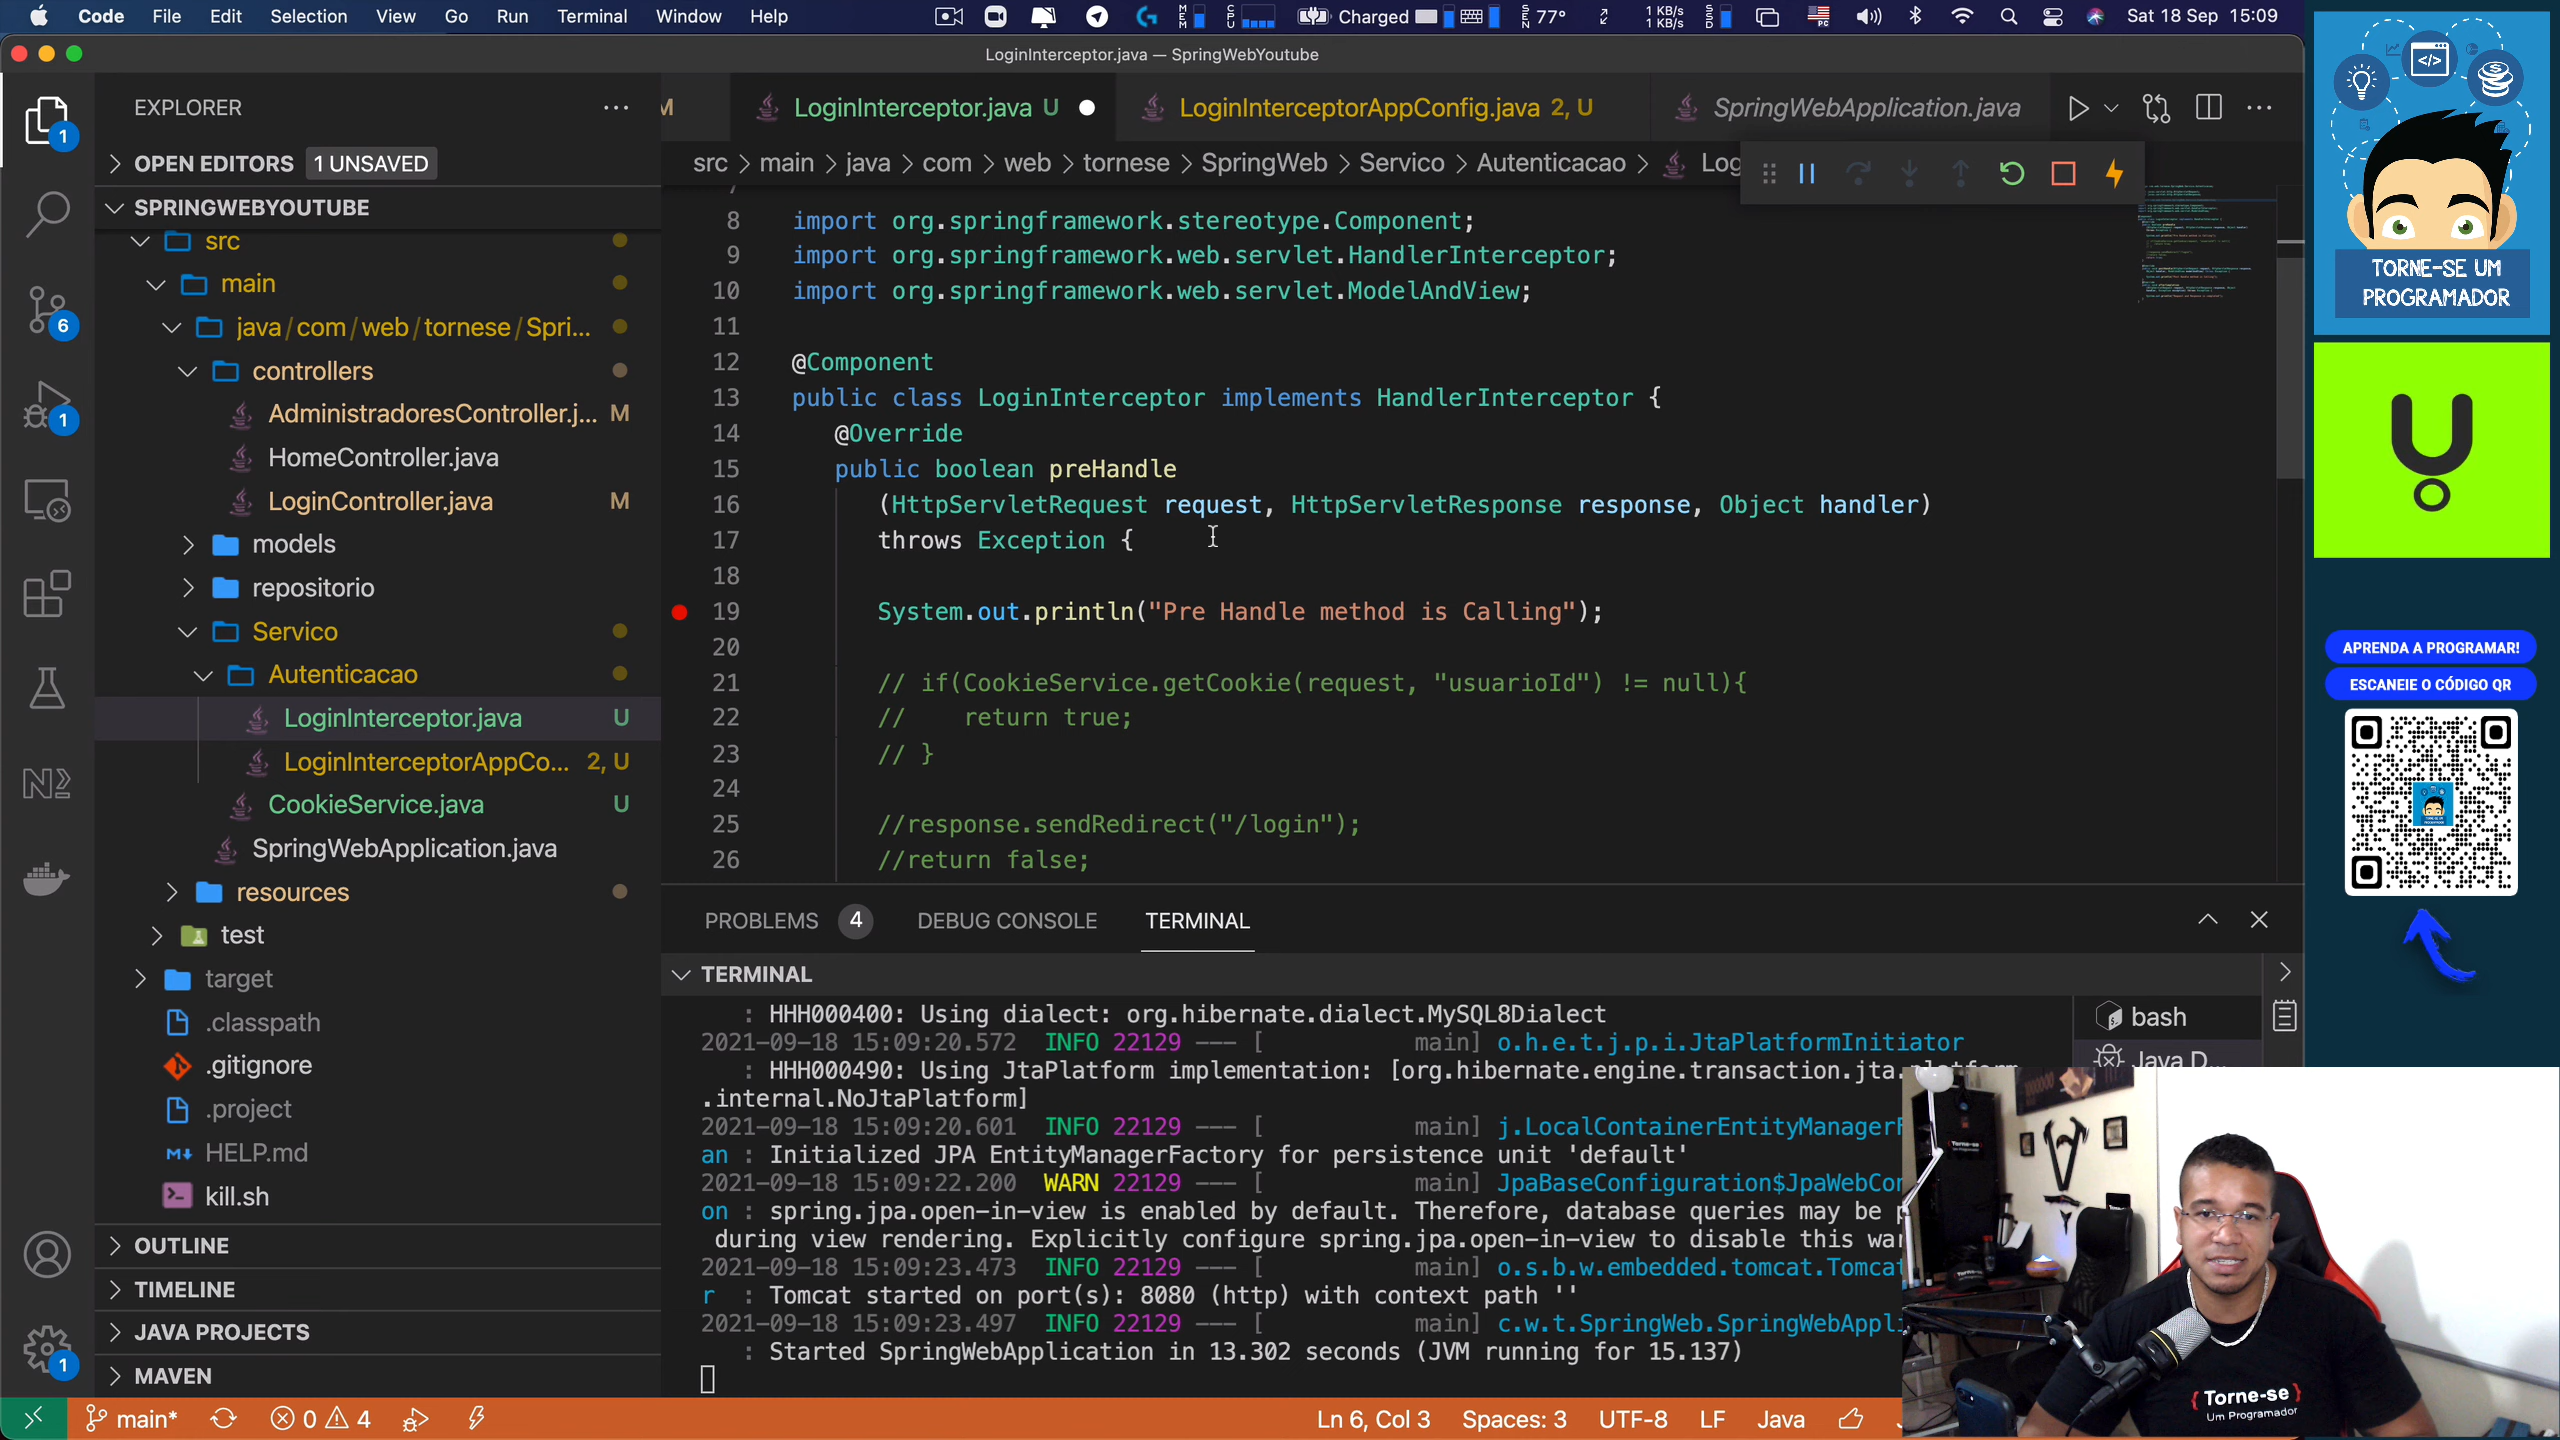 Code File Edit Selection View Go Run Terminal Window Help
MEM CPU Charged SEN 77° 1 KB/s 1 KB/s SSD Sat 18 Sep 15:09
LoginInterceptor.java — SpringWebYoutube
EXPLORER
OPEN EDITORS 1 UNSAVED
SPRINGWEBYOUTUBE
src
main
java/com/web/tornese/Spri...
controllers
AdministradoresController.j... M
HomeController.java
LoginController.java M
models
repositorio
Servico
Autenticacao
LoginInterceptor.java U
LoginInterceptorAppCo... 2, U
CookieService.java U
SpringWebApplication.java
resources
test
target
.classpath
.gitignore
.project
HELP.md
kill.sh
OUTLINE
TIMELINE
JAVA PROJECTS
MAVEN
1
6
1
1
M LoginInterceptor.java U LoginInterceptorAppConfig.java 2, U SpringWebApplication.java
src > main > java > com > web > tornese > SpringWeb > Servico > Autenticacao > Log
7
8 import org.springframework.stereotype.Component;
9 import org.springframework.web.servlet.HandlerInterceptor;
10 import org.springframework.web.servlet.ModelAndView;
11
12 @Component
13 public class LoginInterceptor implements HandlerInterceptor {
14 @Override
15 public boolean preHandle
16 (HttpServletRequest request, HttpServletResponse response, Object handler)
17 throws Exception {
18
19 System.out.println("Pre Handle method is Calling");
20
21 // if(CookieService.getCookie(request, "usuarioId") != null){
22 // return true;
23 // }
24
25 //response.sendRedirect("/login");
26 //return false;
PROBLEMS 4 DEBUG CONSOLE TERMINAL
TERMINAL
: HHH000400: Using dialect: org.hibernate.dialect.MySQL8Dialect
2021-09-18 15:09:20.572 INFO 22129 --- [ main] o.h.e.t.j.p.i.JtaPlatformInitiator
: HHH000490: Using JtaPlatform implementation: [org.hibernate.engine.transaction.jta.platform
.internal.NoJtaPlatform]
2021-09-18 15:09:20.601 INFO 22129 --- [ main] j.LocalContainerEntityManagerF
an : Initialized JPA EntityManagerFactory for persistence unit 'default'
2021-09-18 15:09:22.200 WARN 22129 --- [ main] JpaBaseConfiguration$JpaWebCon
on : spring.jpa.open-in-view is enabled by default. Therefore, database queries may be p
during view rendering. Explicitly configure spring.jpa.open-in-view to disable this war
2021-09-18 15:09:23.473 INFO 22129 --- [ main] o.s.b.w.embedded.tomcat.Tomcat
r : Tomcat started on port(s): 8080 (http) with context path ''
2021-09-18 15:09:23.497 INFO 22129 --- [ main] c.w.t.SpringWeb.SpringWebAppli
: Started SpringWebApplication in 13.302 seconds (JVM running for 15.137)
bash
Java D...
main* 0 4 Ln 6, Col 3 Spaces: 3 UTF-8 LF Java
TORNE-SE UM
PROGRAMADOR
APRENDA A PROGRAMAR!
ESCANEIE O CÓDIGO QR
{ Torne-se }
Um Programador